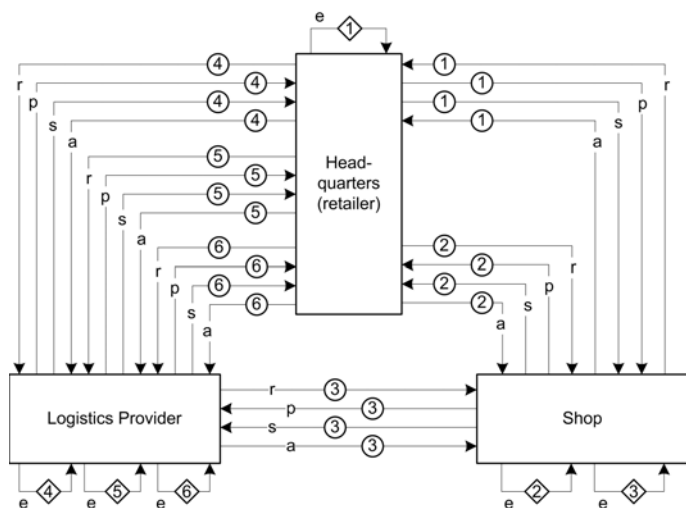 e 1
4 1 r
r 4 1 p
p 4 1 s
s 4 1 a
a
5
r 5
p 5
s 5
a
Head-
quarters
(retailer)
6 2
r 6 2 r
p 6 2 p
s 6 2 s
a a
r 3
Logistics Provider p 3 Shop
s 3
a 3
e 4 e 5 e 6 e 2 e 3